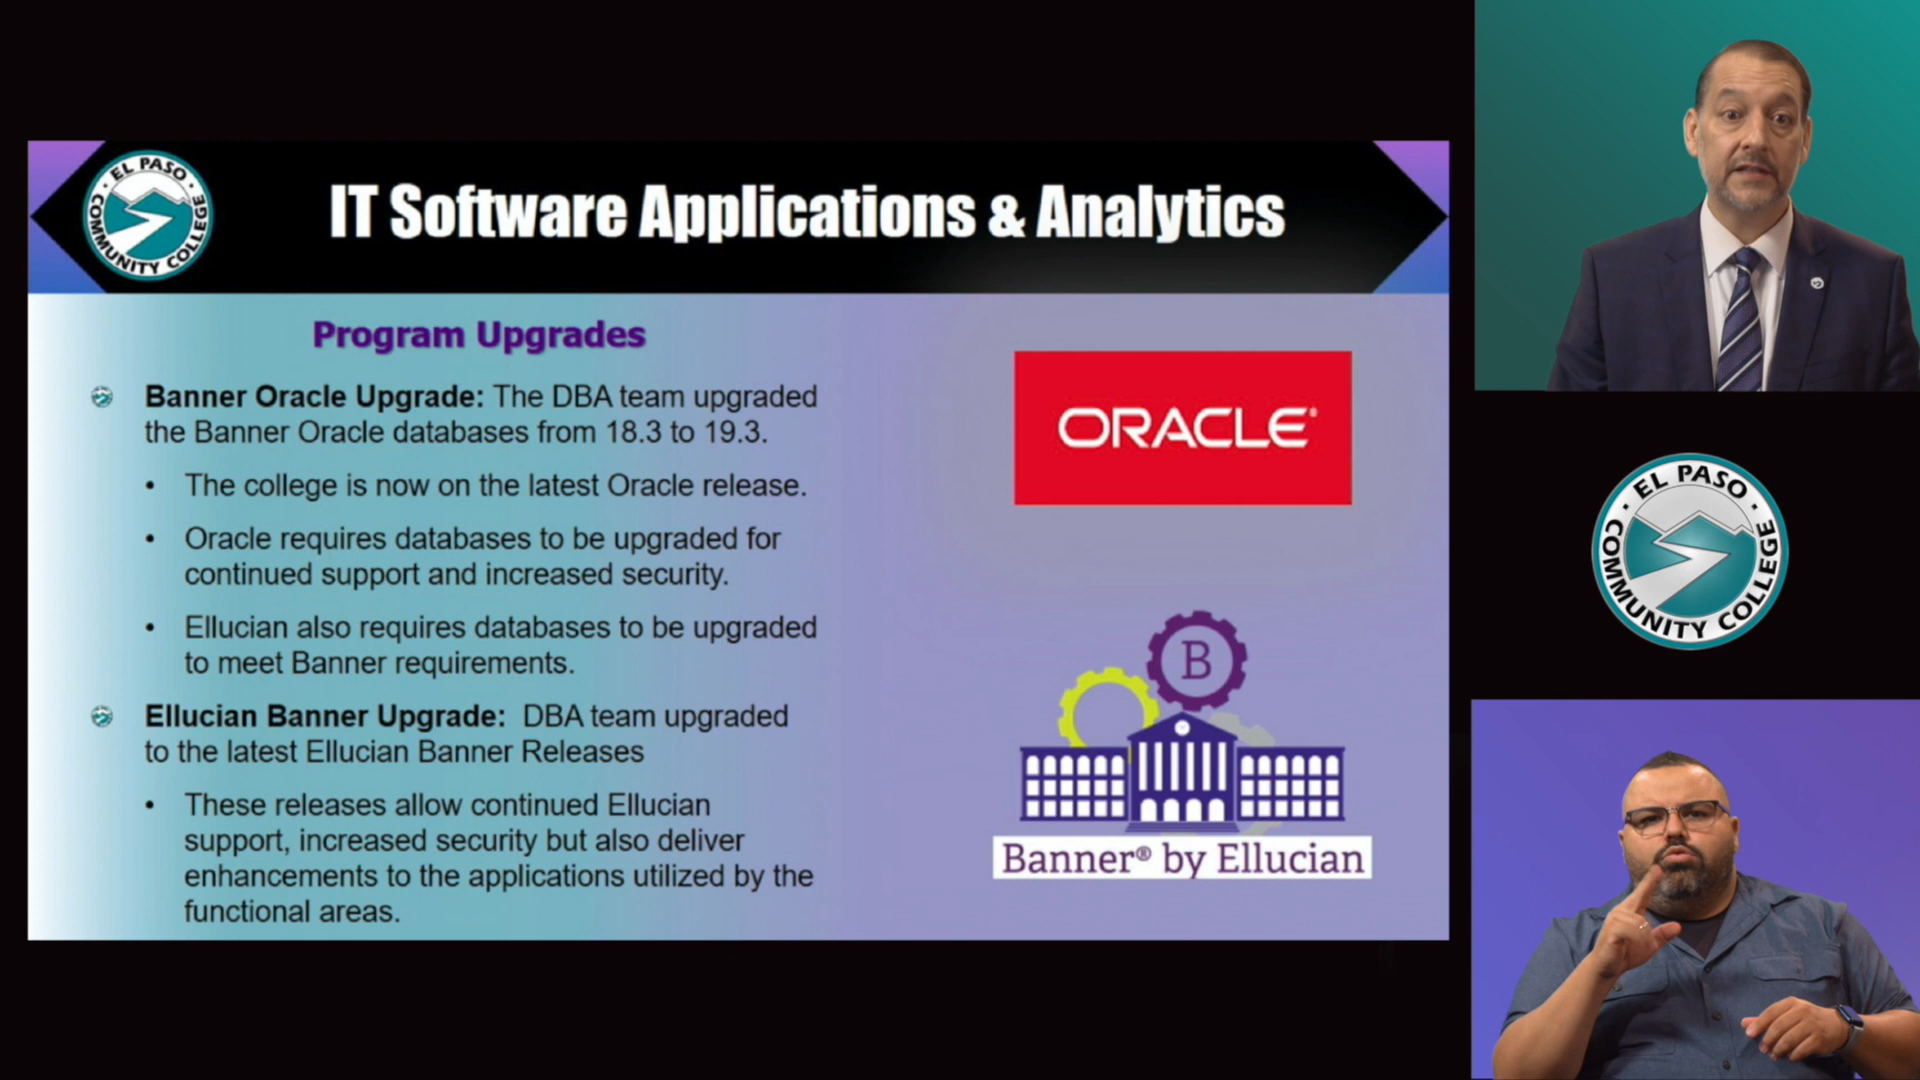 EL PASO
COMMUNITY COLLEGE
IT Software Applications & Analytics
Program Upgrades
Banner Oracle Upgrade: The DBA team upgraded
the Banner Oracle databases from 18.3 to 19.3.
• The college is now on the latest Oracle release.
• Oracle requires databases to be upgraded for
continued support and increased security.
• Ellucian also requires databases to be upgraded
to meet Banner requirements.
Ellucian Banner Upgrade: DBA team upgraded
to the latest Ellucian Banner Releases
• These releases allow continued Ellucian
support, increased security but also deliver
enhancements to the applications utilized by the
functional areas.
ORACLE®
B
Banner® by Ellucian
EL PASO
COMMUNITY COLLEGE